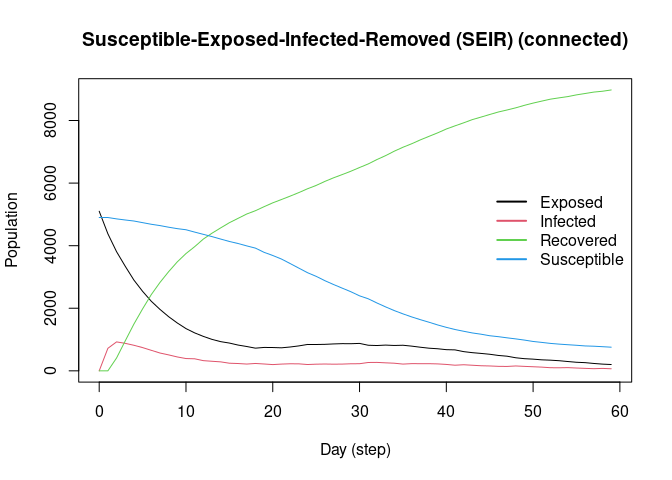 Susceptible-Exposed-Infected-Removed (SEIR) (connected)
Population
8000
6000
4000
2000
0
Exposed
Infected
Recovered
Susceptible
0 10 20 30 40 50 60
Day (step)